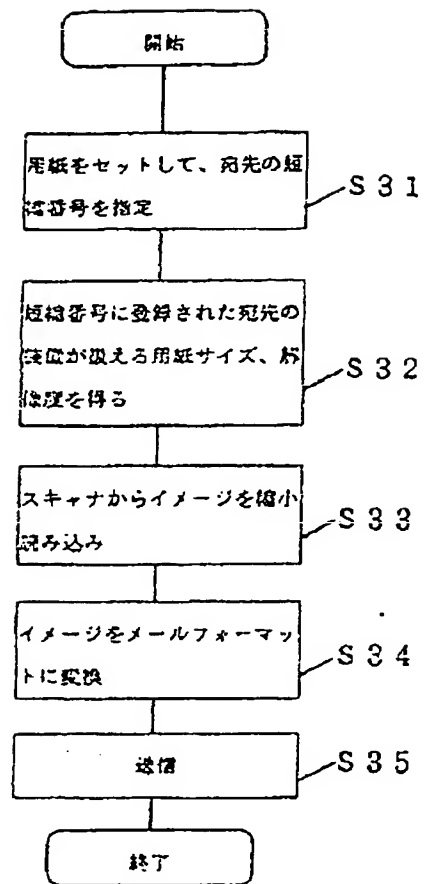 開始
用紙をセットして、宛先の短
縮番号を指定
S31
短縮番号に登録された宛先の
装置が扱える用紙サイズ、解
像度を得る
S32
スキャナからイメージを縮小
読み込み
S33
イメージをメールフォーマッ
トに変換
S34
送信
S35
終了